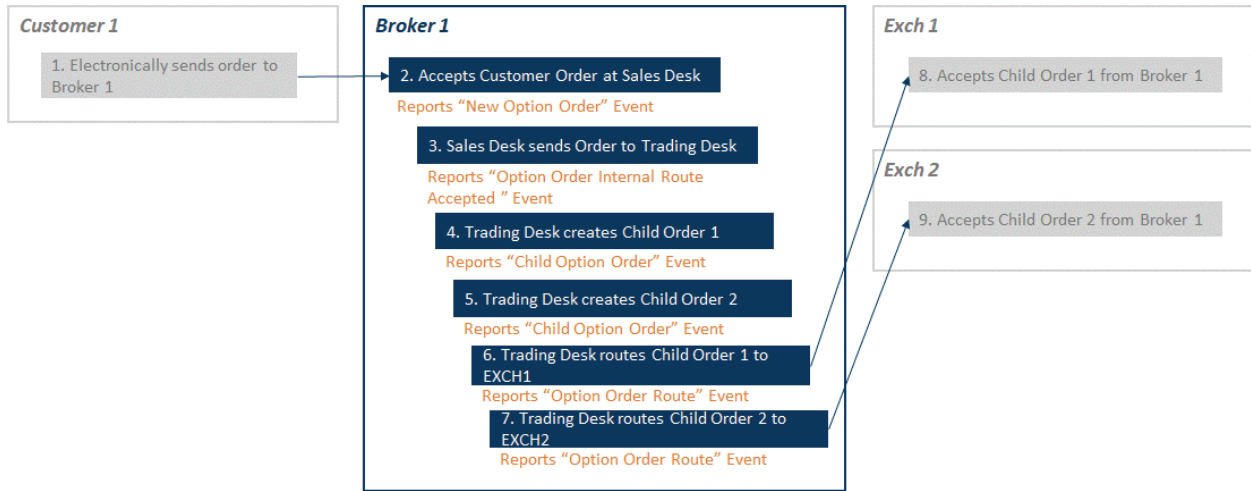 Customer 1
1. Electronically sends order to
Broker 1
Broker 1
2. Accepts Customer Order at Sales Desk
Reports “New Option Order” Event
3. Sales Desk sends Order to Trading Desk
Reports “Option Order Internal Route
Accepted ” Event
4. Trading Desk creates Child Order 1
Reports “Child Option Order” Event
5. Trading Desk creates Child Order 2
Reports “Child Option Order” Event
6. Trading Desk routes Child Order 1 to
EXCH1
Reports “Option Order Route” Event
7. Trading Desk routes Child Order 2 to
EXCH2
Reports “Option Order Route” Event
Exch 1
8. Accepts Child Order 1 from Broker 1
Exch 2
9. Accepts Child Order 2 from Broker 1